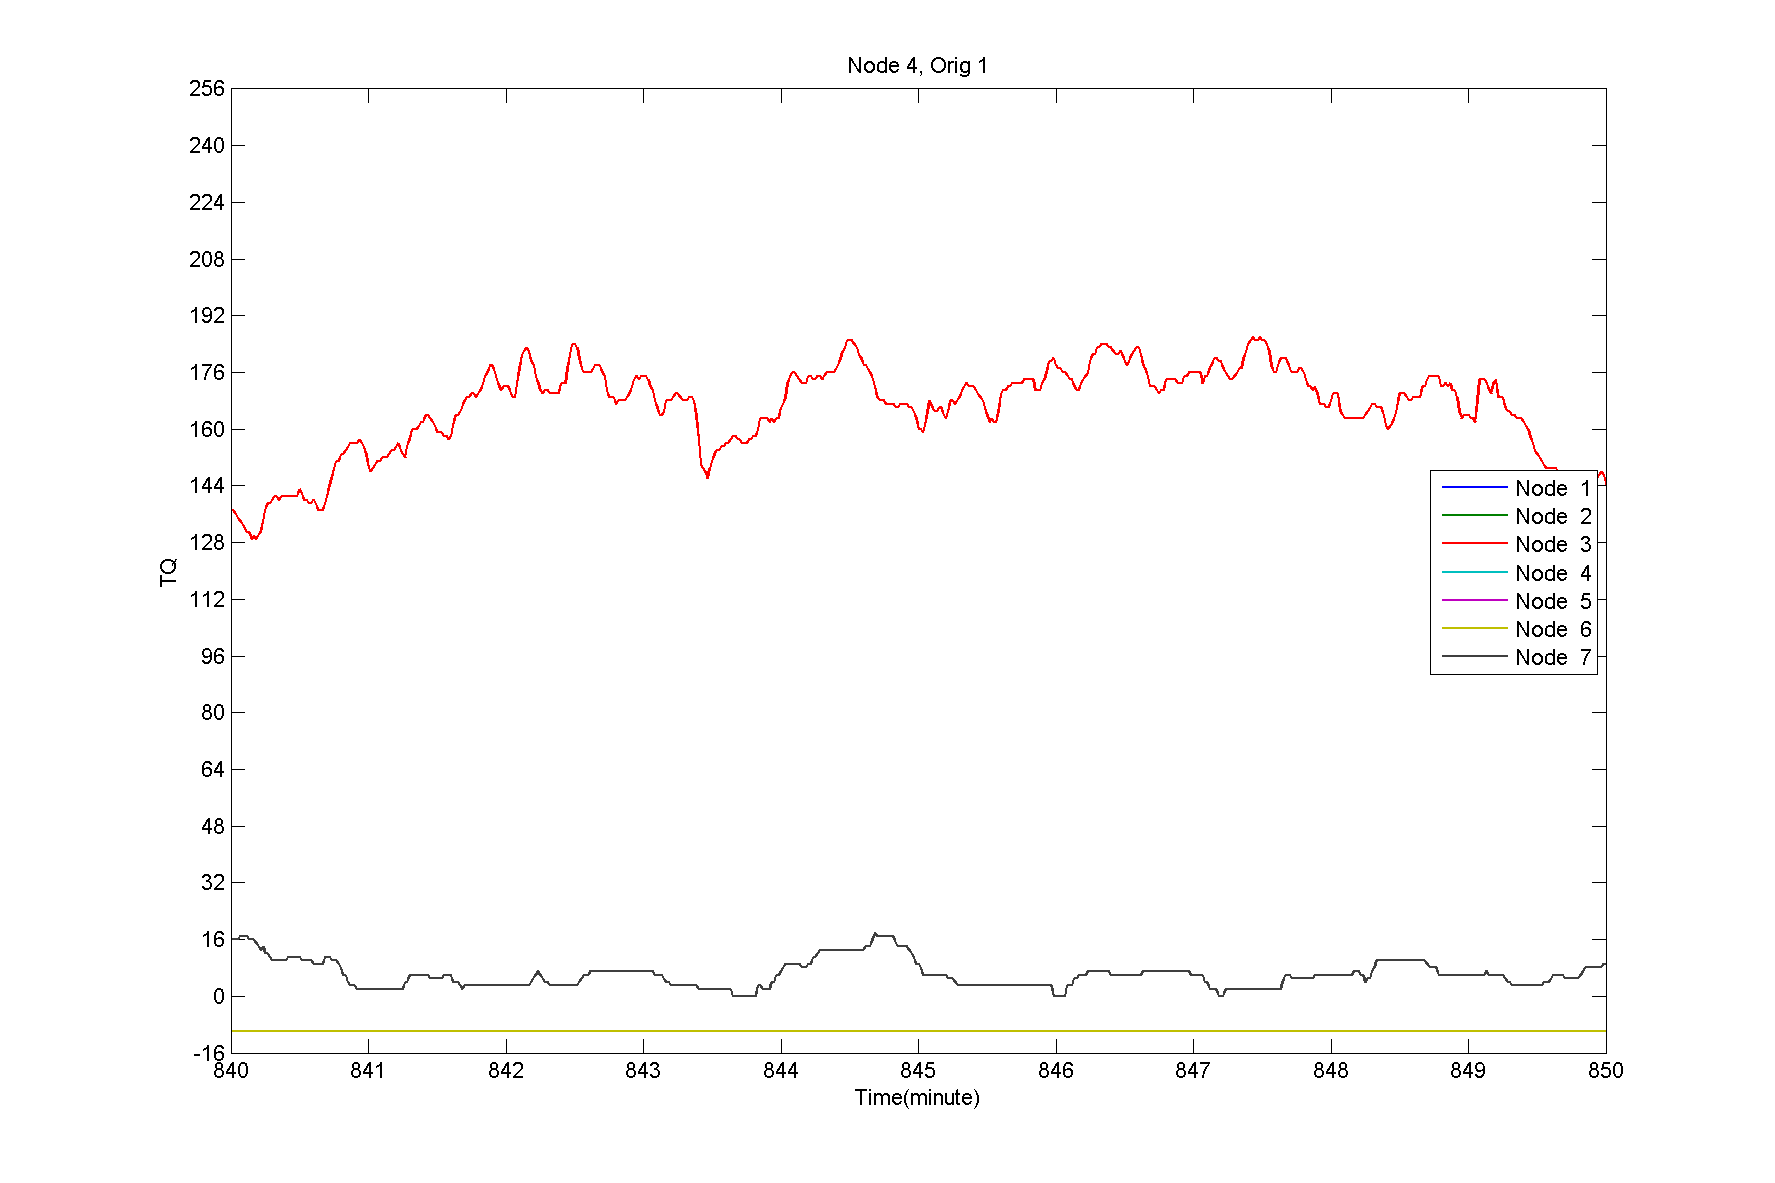 Node 4, Orig 1
256
240
224
208
192
176
160
144
128
112
96
80
64
48
32
16
0
-16
TQ
Node 1
Node 2
Node 3
Node 4
Node 5
Node 6
Node 7
840 841 842 843 844 845 846 847 848 849 850
Time(minute)